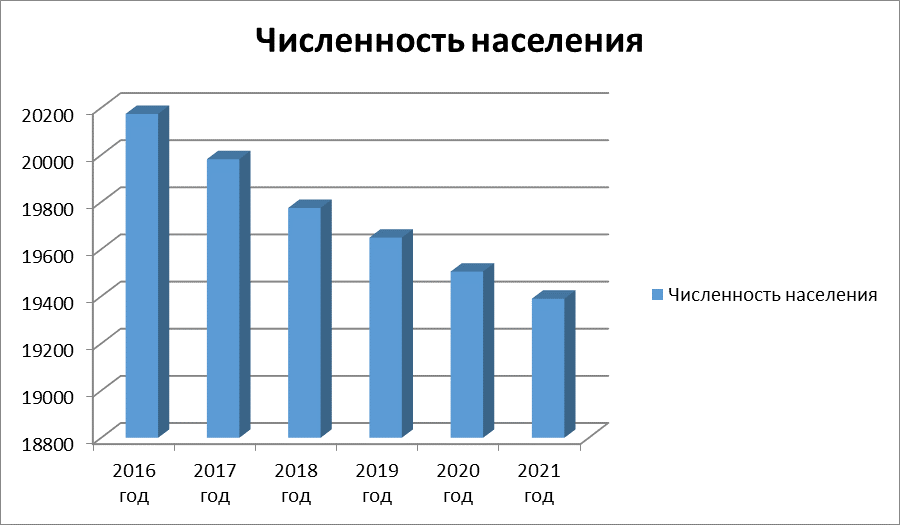 Численность населения
20200
20000
19800
19600
19400
19200
19000
18800
2016 год
2017 год
2018 год
2019 год
2020 год
2021 год
Численность населения